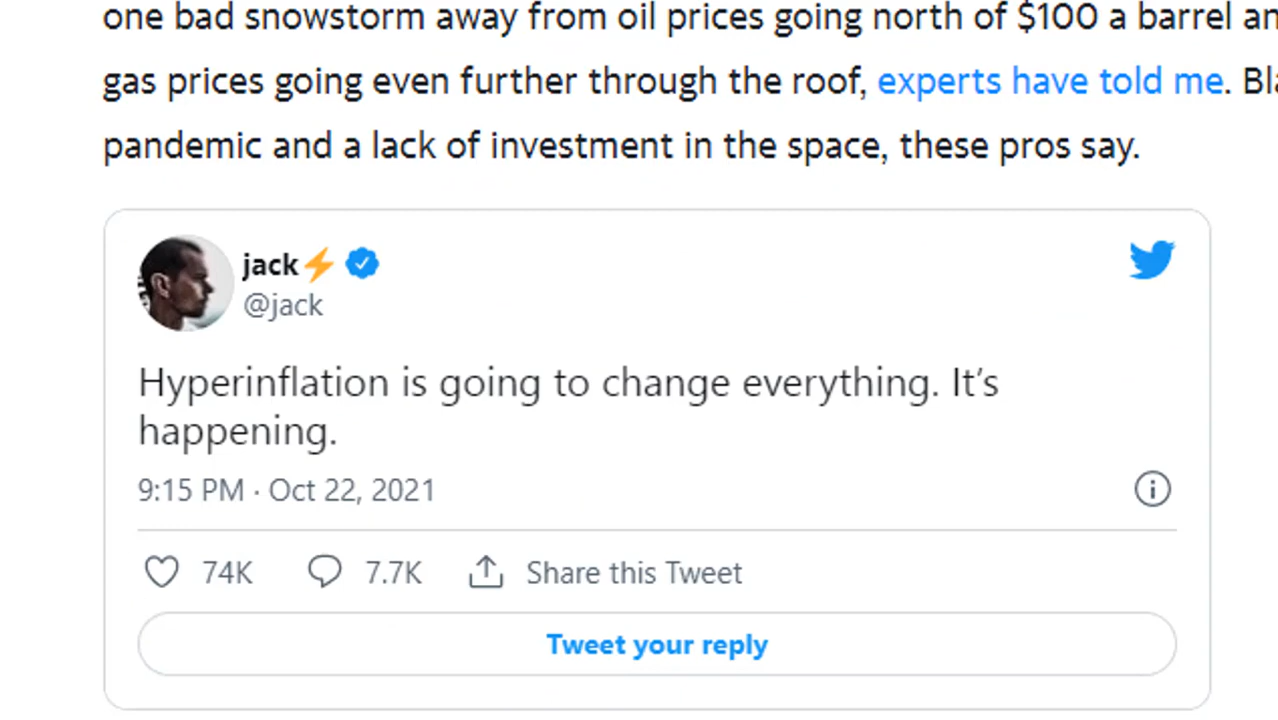 one bad snowstorm away from oil prices going north of $100 a barrel
gas prices going even further through the roof, experts have told me.
pandemic and a lack of investment in the space, these pros say.
jack⚡
@jack
Hyperinflation is going to change everything. It’s
happening.
9:15 PM · Oct 22, 2021
74K 7.7K Share this Tweet
Tweet your reply